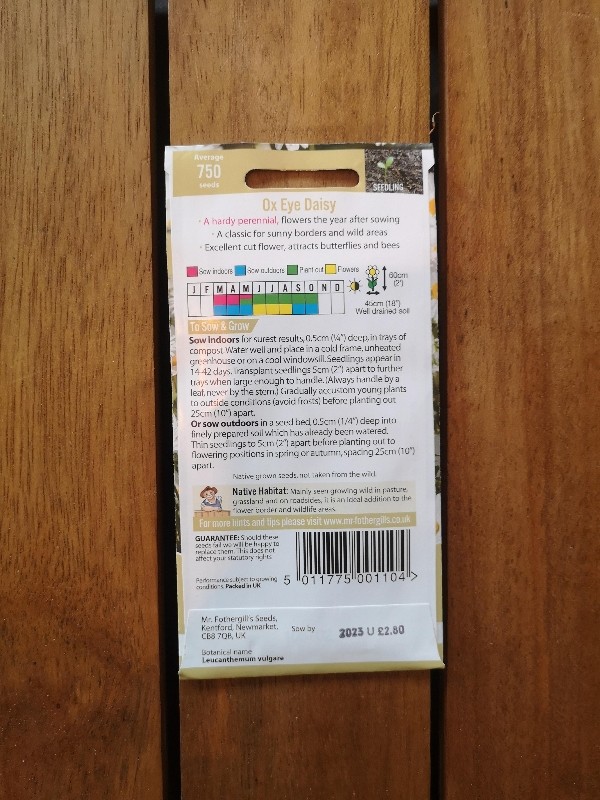 Average
750
seeds
SEEDLING
Ox Eye Daisy
• A hardy perennial, flowers the year after sowing
• A classic for sunny borders and wild areas
• Excellent cut flower, attracts butterflies and bees
Sow indoors Sow outdoors Plant out Flowers
J F M A M J J A S O N D
60cm
(2')
45cm (18")
Well drained soil
To Sow & Grow
Sow indoors for surest results, 0.5cm (¼") deep, in trays of
compost. Water well and place in a cold frame, unheated
greenhouse or on a cool windowsill. Seedlings appear in
14-42 days. Transplant seedlings 5cm (2") apart to further
trays when large enough to handle. (Always handle by a
leaf, never by the stem.) Gradually accustom young plants
to outside conditions (avoid frosts) before planting out
25cm (10") apart.
Or sow outdoors in a seed bed, 0.5cm (1/4") deep into
finely prepared soil which has already been watered.
Thin seedlings to 5cm (2") apart before planting out to
flowering positions in spring or autumn, spacing 25cm (10")
apart.
Native grown seeds, not taken from the wild.
Native Habitat: Mainly seen growing wild in pasture,
grassland and on roadsides, it is an ideal addition to the
flower border and wildlife areas.
For more hints and tips please visit www.mr-fothergills.co.uk
GUARANTEE: Should these
seeds fail we will be happy to
replace them. This does not
affect your statutory rights.
Performance subject to growing
conditions. Packed in UK
5 011775 001104 >
Mr. Fothergill's Seeds,
Kentford, Newmarket,
CB8 7QB, UK
Sow by
2023 U £2.80
Botanical name
Leucanthemum vulgare